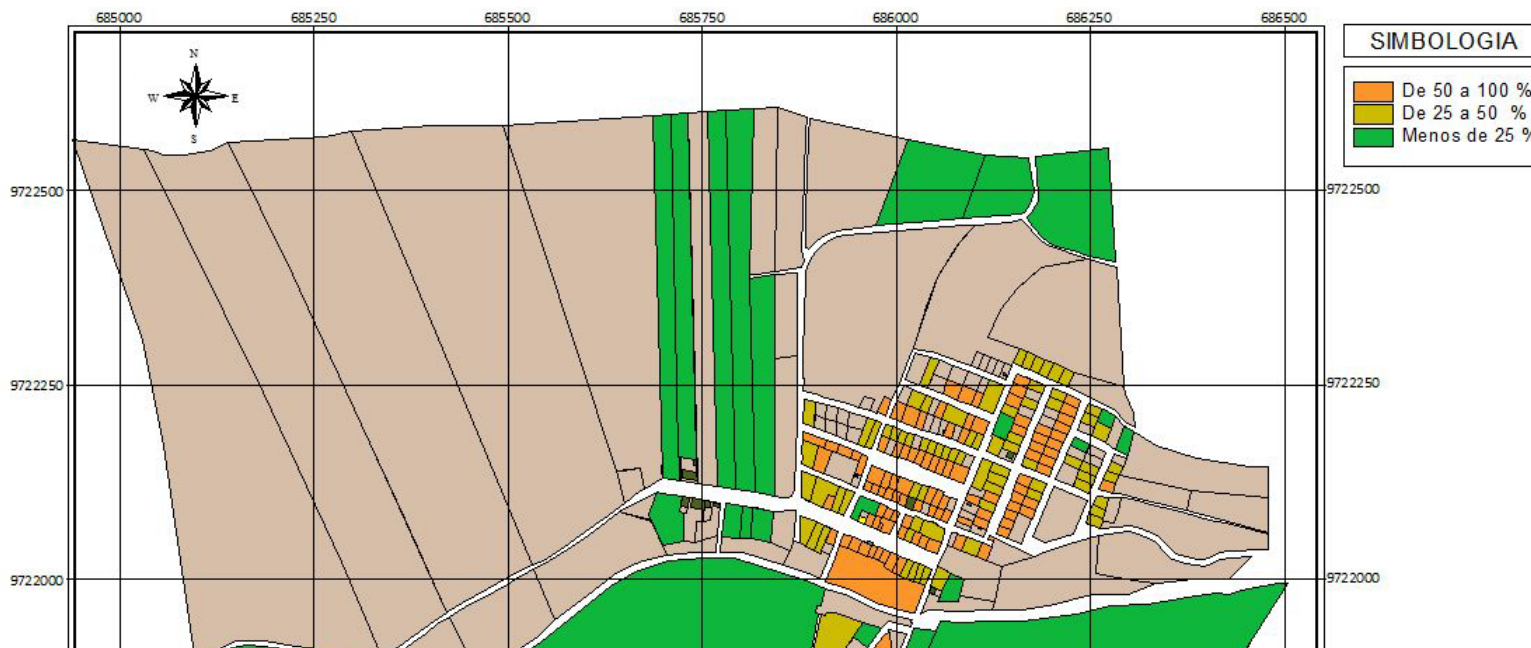 685000 685250 685500 685750 686000 686250 686500
SIMBOLOGIA
N
W E
S
De 50 a 100 %
De 25 a 50 %
Menos de 25 %
9722500 9722500
9722250 9722250
9722000 9722000